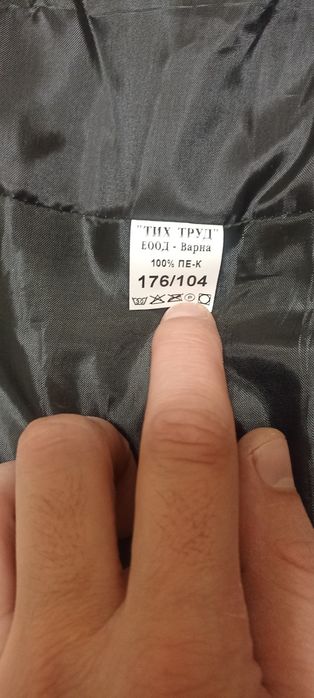 "ТИХ ТРУД"
ЕООД - Варна
100% ПЕ-К
176/104